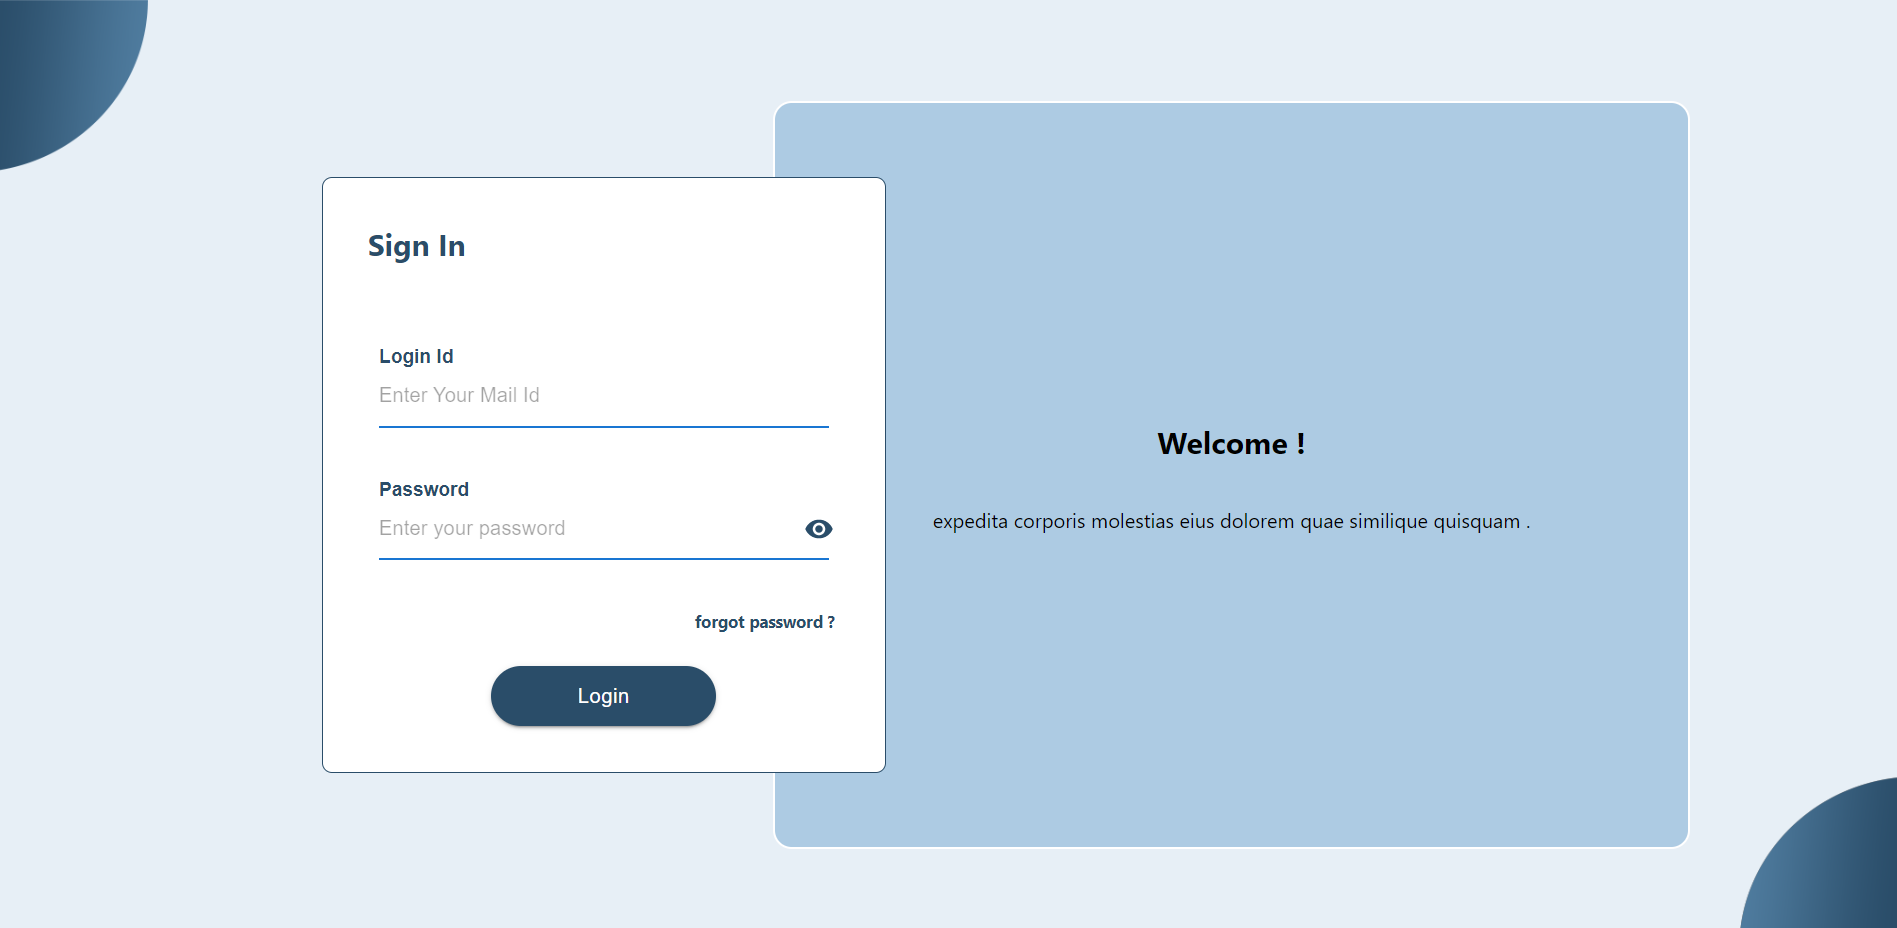 Sign In
Login Id
Enter Your Mail Id
Password
Enter your password
forgot password ?
Login
Welcome !
expedita corporis molestias eius dolorem quae similique quisquam .